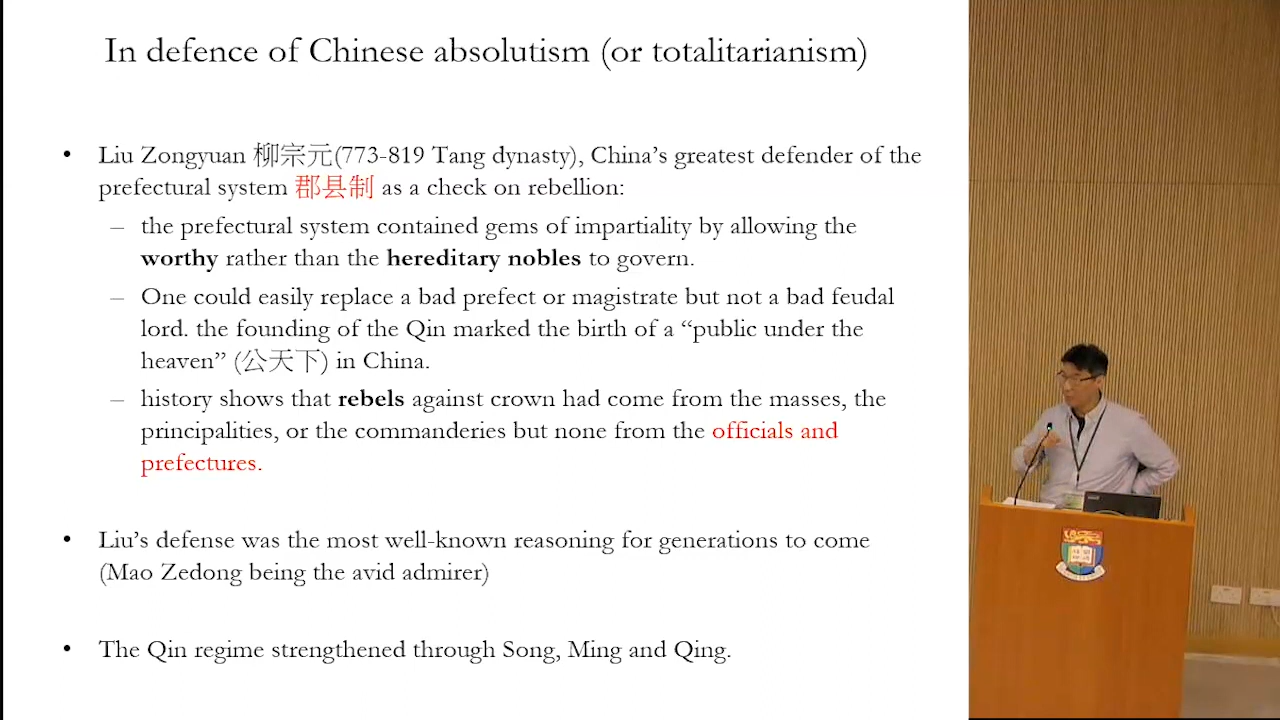 In defence of Chinese absolutism (or totalitarianism)
• Liu Zongyuan 柳宗元(773-819 Tang dynasty), China's greatest defender of the
prefectural system 郡县制 as a check on rebellion:
– the prefectural system contained gems of impartiality by allowing the
worthy rather than the hereditary nobles to govern.
– One could easily replace a bad prefect or magistrate but not a bad feudal
lord. the founding of the Qin marked the birth of a “public under the
heaven” (公天下) in China.
– history shows that rebels against crown had come from the masses, the
principalities, or the commanderies but none from the officials and
prefectures.
• Liu's defense was the most well-known reasoning for generations to come
(Mao Zedong being the avid admirer)
• The Qin regime strengthened through Song, Ming and Qing.